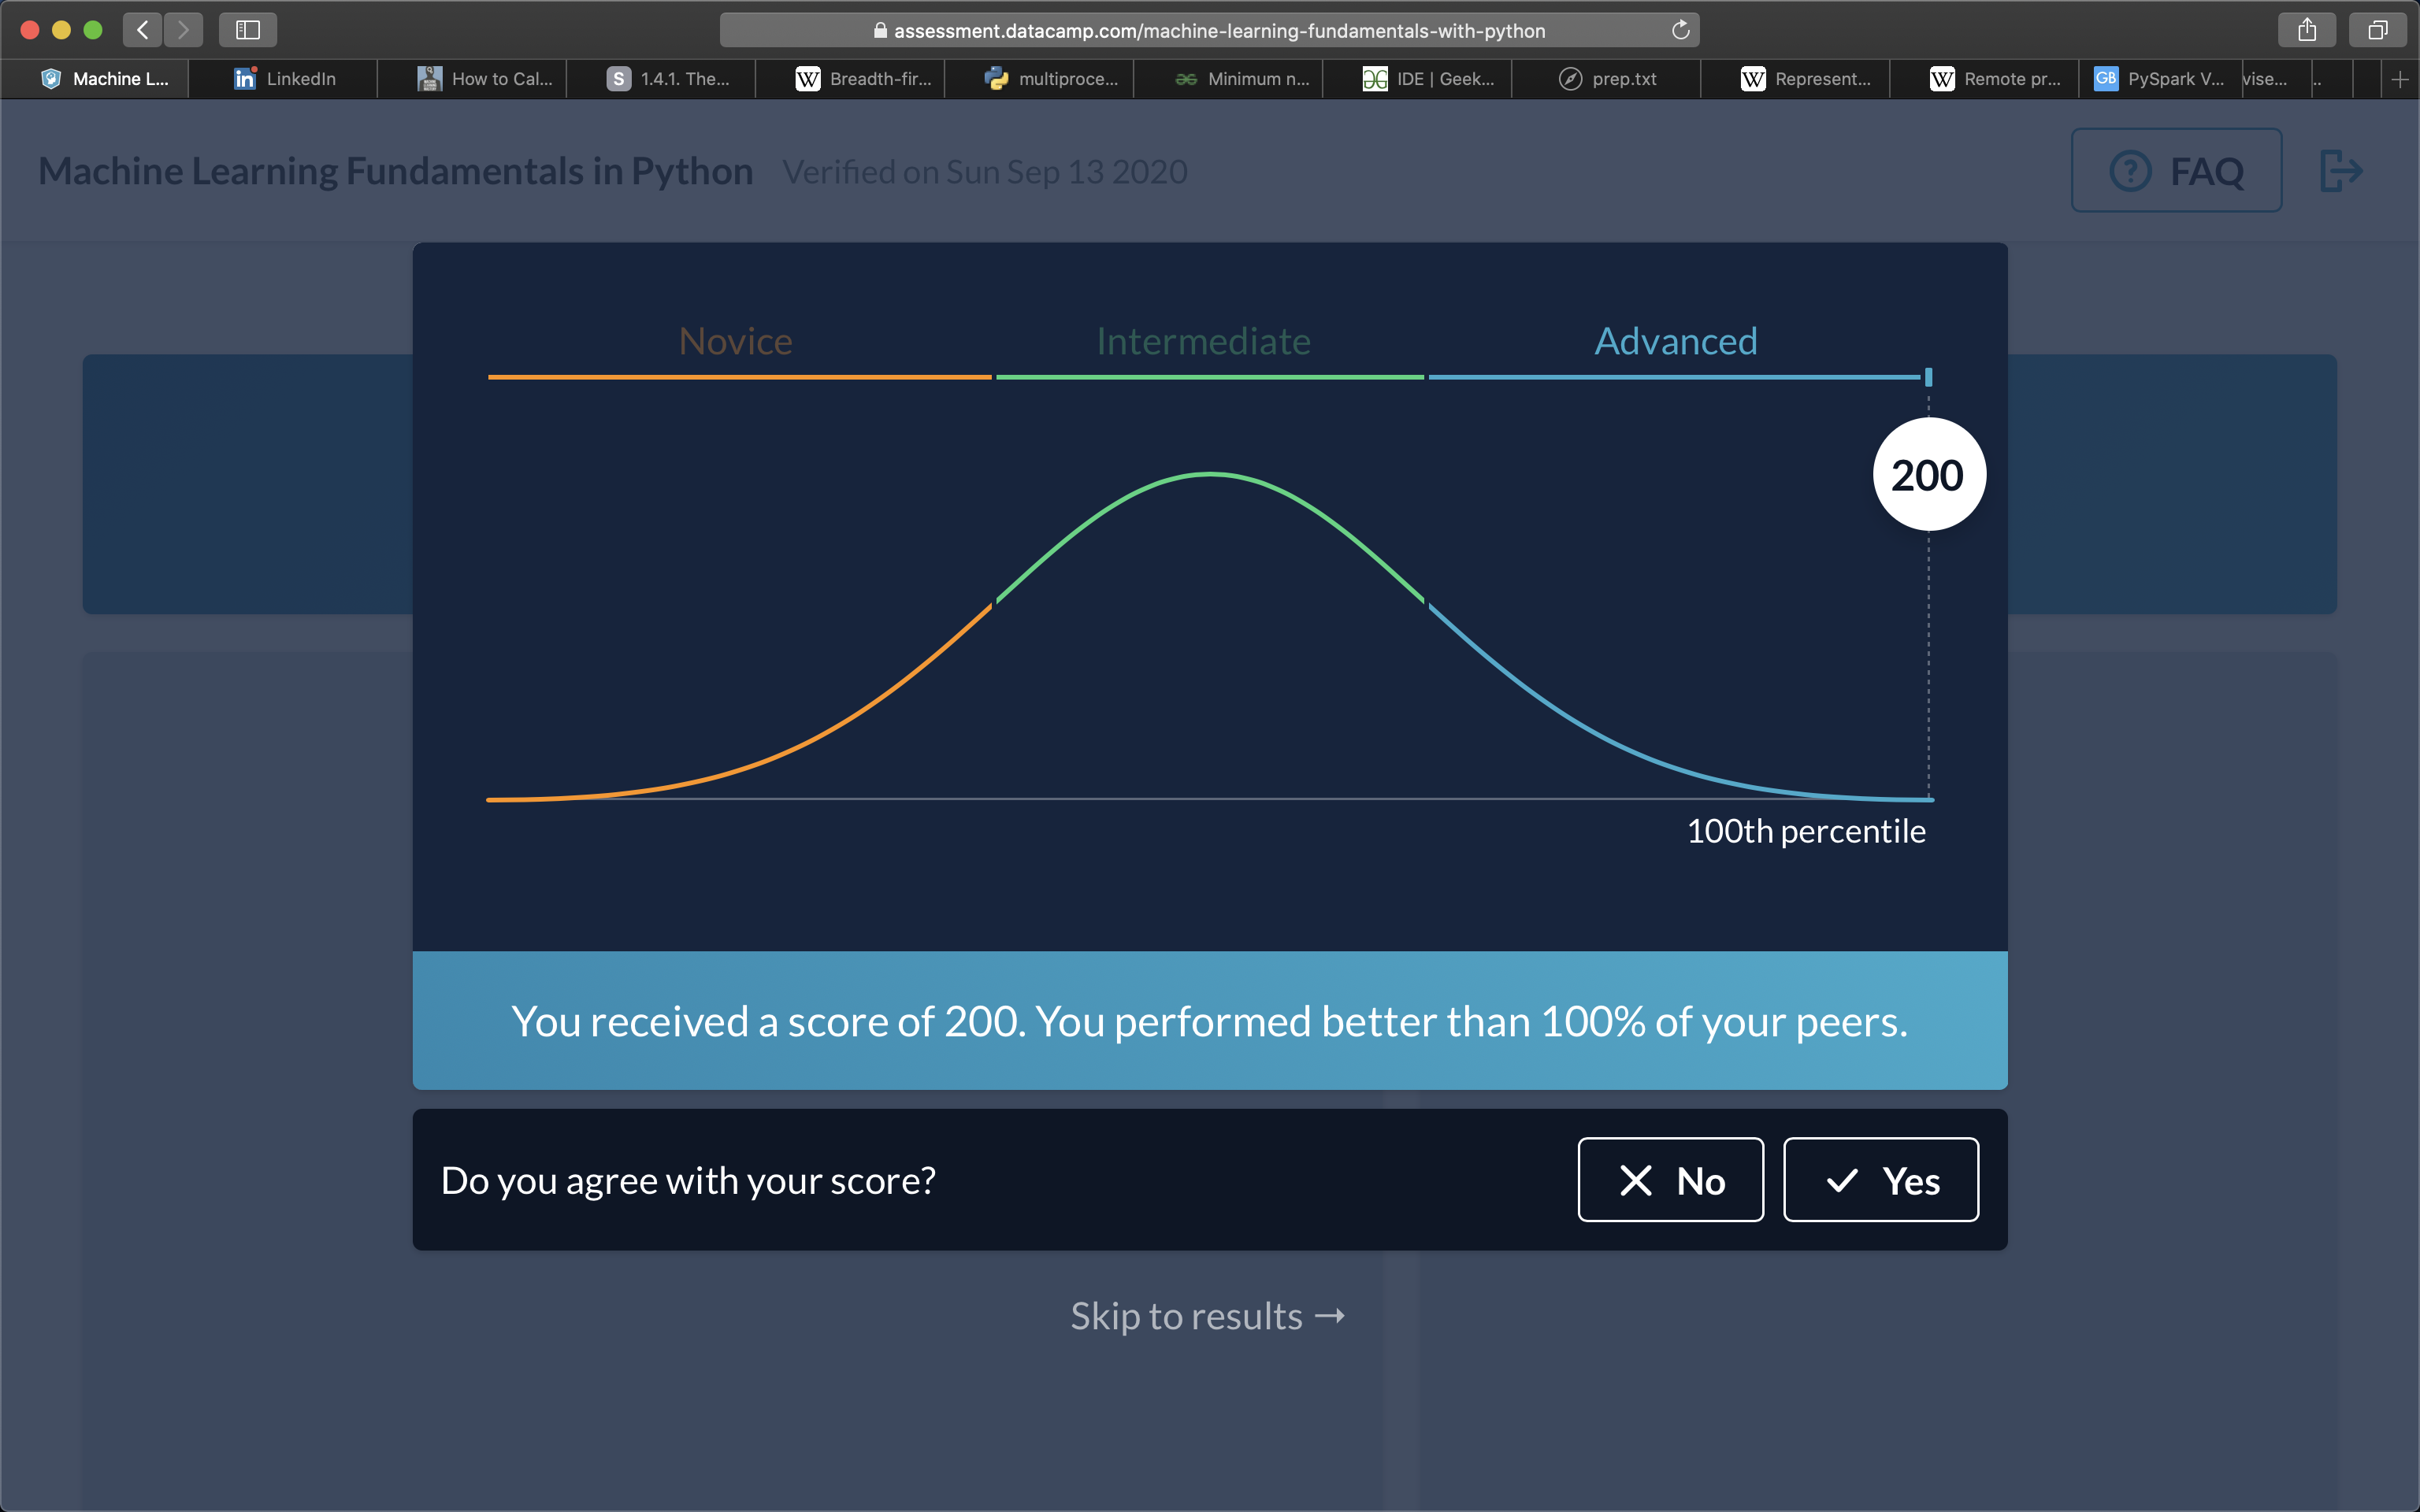 assessment.datacamp.com/machine-learning-fundamentals-with-python
Machine L...
LinkedIn
How to Cal...
S 1.4.1. The...
W Breadth-fir...
multiproce...
Minimum n...
IDE | Geek...
prep.txt
W Represent...
W Remote pr...
GB PySpark V...
vise...
..
Machine Learning Fundamentals in Python Verified on Sun Sep 13 2020
? FAQ
Novice Intermediate Advanced
200
100th percentile
You received a score of 200. You performed better than 100% of your peers.
Do you agree with your score? No Yes
Skip to results →